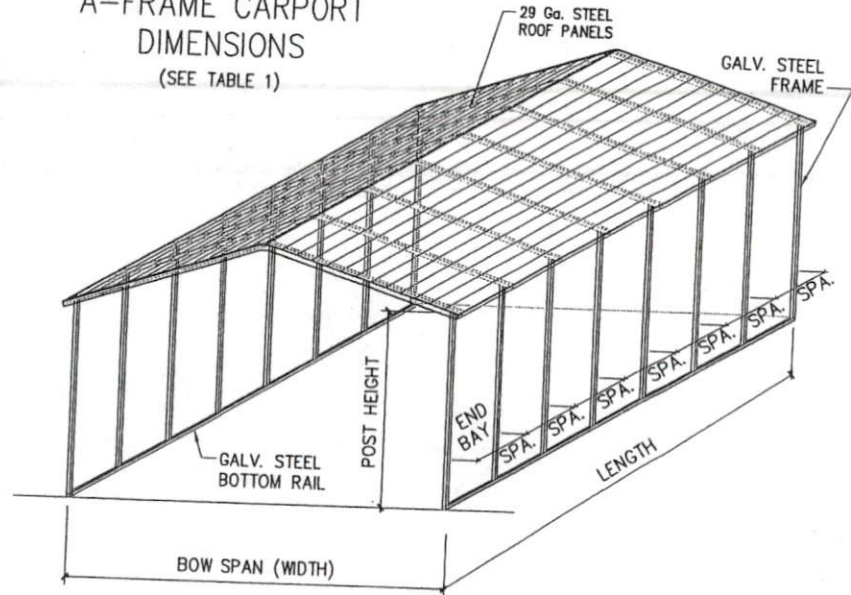 A-FRAME CARPORT
DIMENSIONS
(SEE TABLE 1)
29 Ga. STEEL
ROOF PANELS
GALV. STEEL
FRAME
SPA.
SPA.
SPA.
SPA.
SPA.
SPA.
SPA.
END
BAY
POST HEIGHT
LENGTH
GALV. STEEL
BOTTOM RAIL
BOW SPAN (WIDTH)